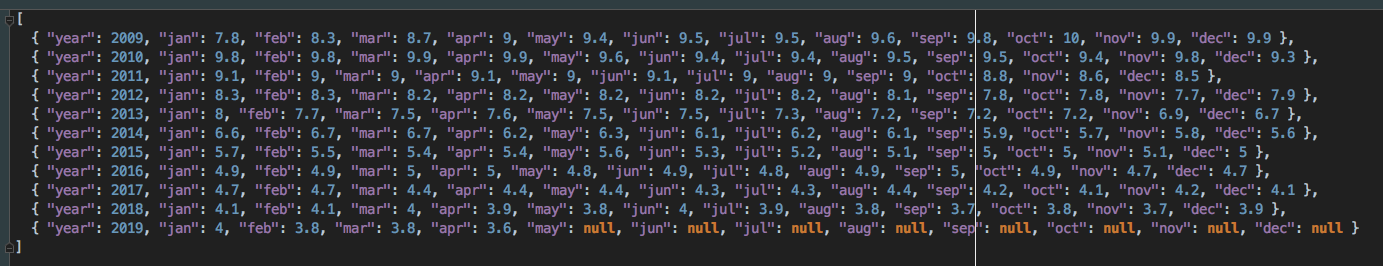 [
{ "year": 2009, "jan": 7.8, "feb": 8.3, "mar": 8.7, "apr": 9, "may": 9.4, "jun": 9.5, "jul": 9.5, "aug": 9.6, "sep": 9.8, "oct": 10, "nov": 9.9, "dec": 9.9 },
{ "year": 2010, "jan": 9.8, "feb": 9.8, "mar": 9.9, "apr": 9.9, "may": 9.6, "jun": 9.4, "jul": 9.4, "aug": 9.5, "sep": 9.5, "oct": 9.4, "nov": 9.8, "dec": 9.3 },
{ "year": 2011, "jan": 9.1, "feb": 9, "mar": 9, "apr": 9.1, "may": 9, "jun": 9.1, "jul": 9, "aug": 9, "sep": 9, "oct": 8.8, "nov": 8.6, "dec": 8.5 },
{ "year": 2012, "jan": 8.3, "feb": 8.3, "mar": 8.2, "apr": 8.2, "may": 8.2, "jun": 8.2, "jul": 8.2, "aug": 8.1, "sep": 7.8, "oct": 7.8, "nov": 7.7, "dec": 7.9 },
{ "year": 2013, "jan": 8, "feb": 7.7, "mar": 7.5, "apr": 7.6, "may": 7.5, "jun": 7.5, "jul": 7.3, "aug": 7.2, "sep": 7.2, "oct": 7.2, "nov": 6.9, "dec": 6.7 },
{ "year": 2014, "jan": 6.6, "feb": 6.7, "mar": 6.7, "apr": 6.2, "may": 6.3, "jun": 6.1, "jul": 6.2, "aug": 6.1, "sep": 5.9, "oct": 5.7, "nov": 5.8, "dec": 5.6 },
{ "year": 2015, "jan": 5.7, "feb": 5.5, "mar": 5.4, "apr": 5.4, "may": 5.6, "jun": 5.3, "jul": 5.2, "aug": 5.1, "sep": 5, "oct": 5, "nov": 5.1, "dec": 5 },
{ "year": 2016, "jan": 4.9, "feb": 4.9, "mar": 5, "apr": 5, "may": 4.8, "jun": 4.9, "jul": 4.8, "aug": 4.9, "sep": 5, "oct": 4.9, "nov": 4.7, "dec": 4.7 },
{ "year": 2017, "jan": 4.7, "feb": 4.7, "mar": 4.4, "apr": 4.4, "may": 4.4, "jun": 4.3, "jul": 4.3, "aug": 4.4, "sep": 4.2, "oct": 4.1, "nov": 4.2, "dec": 4.1 },
{ "year": 2018, "jan": 4.1, "feb": 4.1, "mar": 4, "apr": 3.9, "may": 3.8, "jun": 4, "jul": 3.9, "aug": 3.8, "sep": 3.7, "oct": 3.8, "nov": 3.7, "dec": 3.9 },
{ "year": 2019, "jan": 4, "feb": 3.8, "mar": 3.8, "apr": 3.6, "may": null, "jun": null, "jul": null, "aug": null, "sep": null, "oct": null, "nov": null, "dec": null }
]